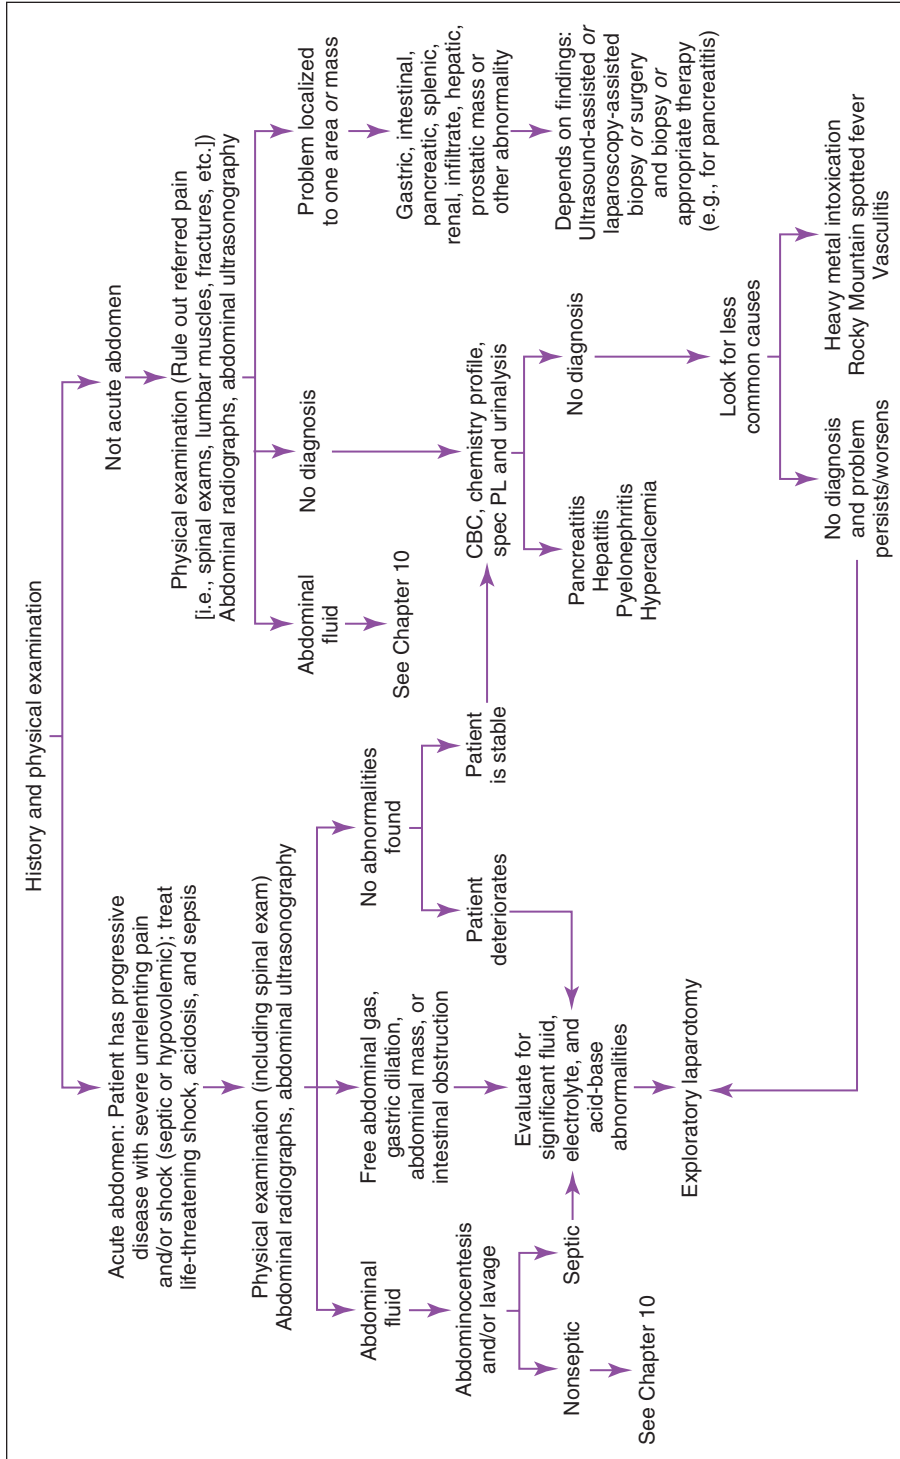 History and physical examination
Acute abdomen: Patient has progressive
disease with severe unrelenting pain
and/or shock (septic or hypovolemic); treat
life-threatening shock, acidosis, and sepsis
Physical examination (including spinal exam)
Abdominal radiographs, abdominal ultrasonography
Abdominal
fluid
Abdominocentesis
and/or lavage
Nonseptic
See Chapter 10
Septic
Free abdominal gas,
gastric dilation,
abdominal mass, or
intestinal obstruction
Evaluate for
significant fluid,
electrolyte, and
acid-base
abnormalities
Exploratory laparotomy
No abnormalities
found
Patient
deteriorates
Patient
is stable
Not acute abdomen
Physical examination (Rule out referred pain
[i.e., spinal exams, lumbar muscles, fractures, etc.]
Abdominal radiographs, abdominal ultrasonography
Abdominal
fluid
See Chapter 10
No diagnosis
CBC, chemistry profile,
spec PL and urinalysis
Pancreatitis
Hepatitis
Pyelonephritis
Hypercalcemia
No diagnosis
Look for less
common causes
No diagnosis
and problem
persists/worsens
Heavy metal intoxication
Rocky Mountain spotted fever
Vasculitis
Problem localized
to one area or mass
Gastric, intestinal,
pancreatic, splenic,
renal, infiltrate, hepatic,
prostatic mass or
other abnormality
Depends on findings:
Ultrasound-assisted or
laparoscopy-assisted
biopsy or surgery
and biopsy or
appropriate therapy
(e.g., for pancreatitis)